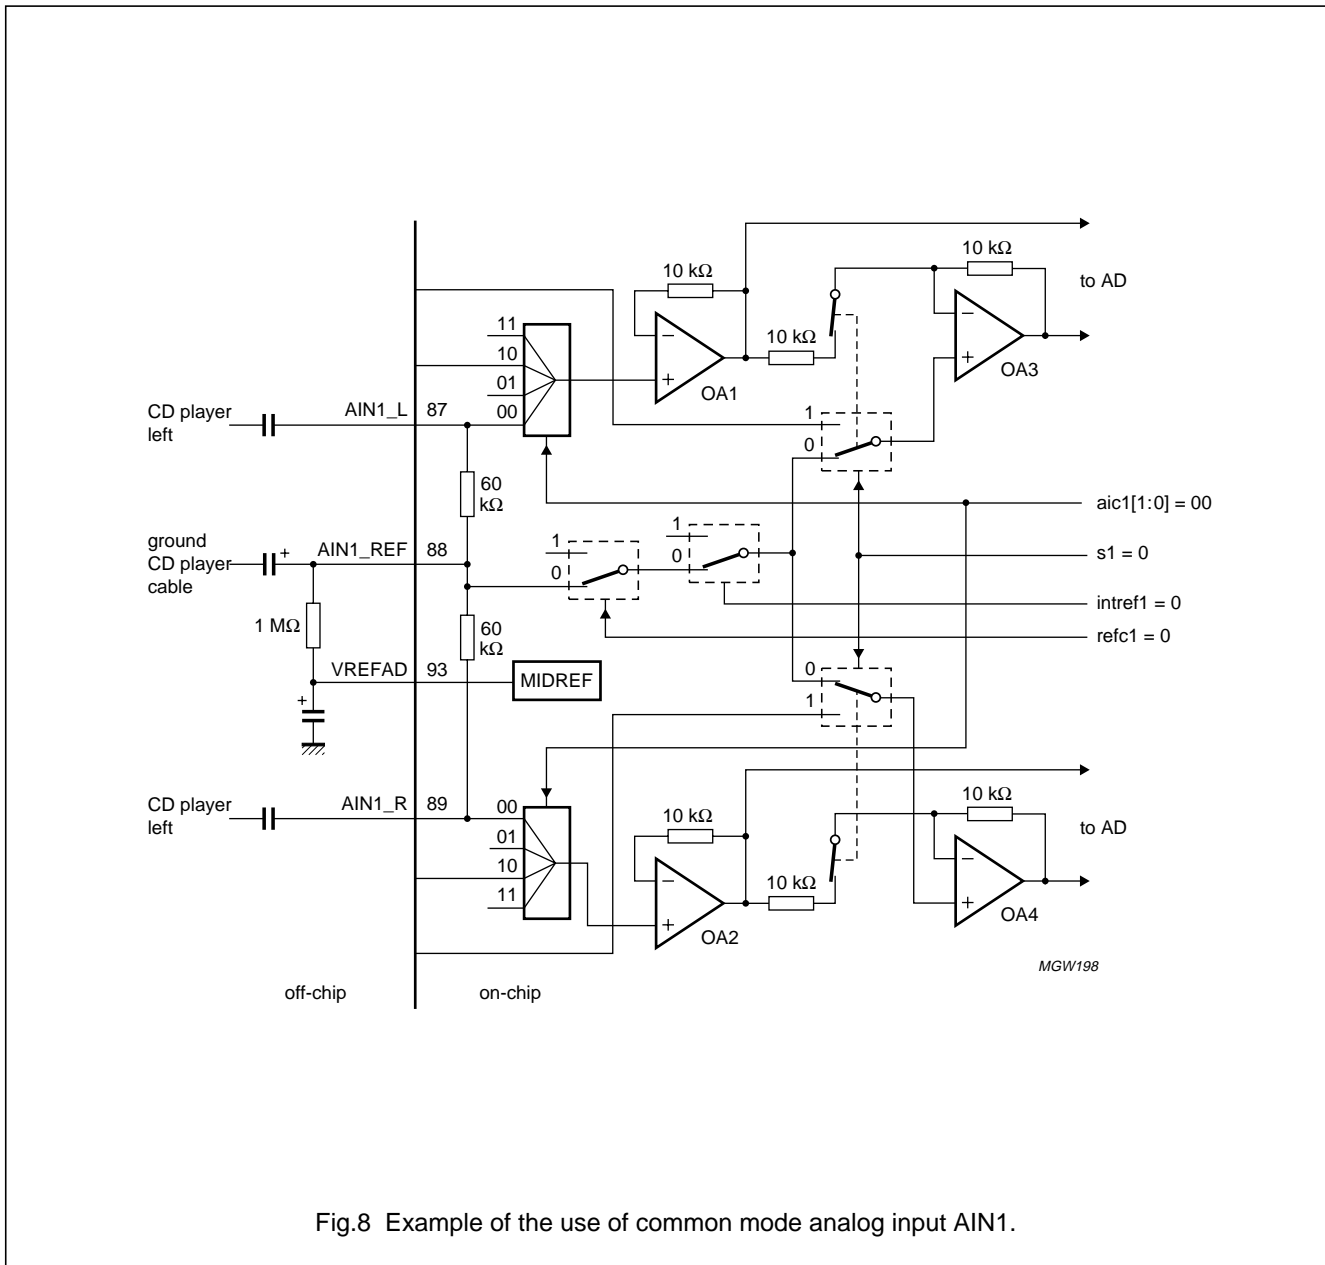 10 kΩ
10 kΩ
to AD
11
10 kΩ
10
01
00
OA1
OA3
−
+
−
+
CD player
left
AIN1_L
87
1
0
60
kΩ
aic1[1:0] = 00
ground
CD player
cable
+
AIN1_REF
88
1
0
1
0
s1 = 0
intref1 = 0
1 MΩ
60
kΩ
refc1 = 0
VREFAD
93
MIDREF
0
1
+
CD player
left
AIN1_R
89
00
01
10
11
10 kΩ
10 kΩ
to AD
10 kΩ
−
+
−
+
OA2
OA4
MGW198
off-chip
on-chip
Fig.8 Example of the use of common mode analog input AIN1.